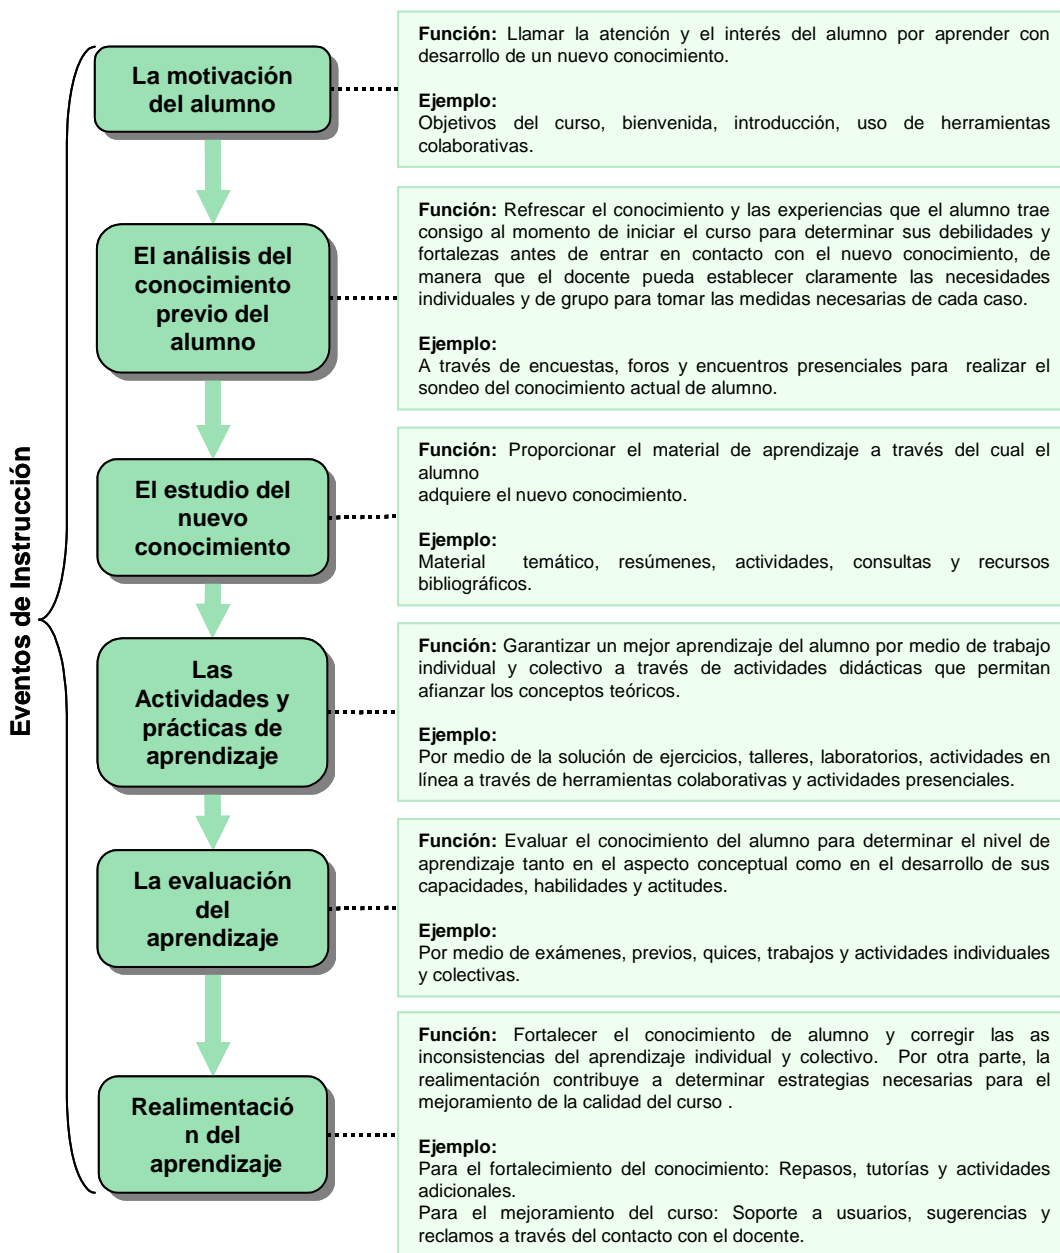 Eventos de Instrucción
La motivación
del alumno
Función: Llamar la atención y el interés del alumno por aprender con
desarrollo de un nuevo conocimiento.
Ejemplo:
Objetivos del curso, bienvenida, introducción, uso de herramientas
colaborativas.
El análisis del
conocimiento
previo del
alumno
Función: Refrescar el conocimiento y las experiencias que el alumno trae
consigo al momento de iniciar el curso para determinar sus debilidades y
fortalezas antes de entrar en contacto con el nuevo conocimiento, de
manera que el docente pueda establecer claramente las necesidades
individuales y de grupo para tomar las medidas necesarias de cada caso.
Ejemplo:
A través de encuestas, foros y encuentros presenciales para realizar el
sondeo del conocimiento actual de alumno.
El estudio del
nuevo
conocimiento
Función: Proporcionar el material de aprendizaje a través del cual el
alumno
adquiere el nuevo conocimiento.
Ejemplo:
Material temático, resúmenes, actividades, consultas y recursos
bibliográficos.
Las
Actividades y
prácticas de
aprendizaje
Función: Garantizar un mejor aprendizaje del alumno por medio de trabajo
individual y colectivo a través de actividades didácticas que permitan
afianzar los conceptos teóricos.
Ejemplo:
Por medio de la solución de ejercicios, talleres, laboratorios, actividades en
línea a través de herramientas colaborativas y actividades presenciales.
La evaluación
del
aprendizaje
Función: Evaluar el conocimiento del alumno para determinar el nivel de
aprendizaje tanto en el aspecto conceptual como en el desarrollo de sus
capacidades, habilidades y actitudes.
Ejemplo:
Por medio de exámenes, previos, quices, trabajos y actividades individuales
y colectivas.
Realimentació
n del
aprendizaje
Función: Fortalecer el conocimiento de alumno y corregir las as
inconsistencias del aprendizaje individual y colectivo. Por otra parte, la
realimentación contribuye a determinar estrategias necesarias para el
mejoramiento de la calidad del curso .
Ejemplo:
Para el fortalecimiento del conocimiento: Repasos, tutorías y actividades
adicionales.
Para el mejoramiento del curso: Soporte a usuarios, sugerencias y
reclamos a través del contacto con el docente.